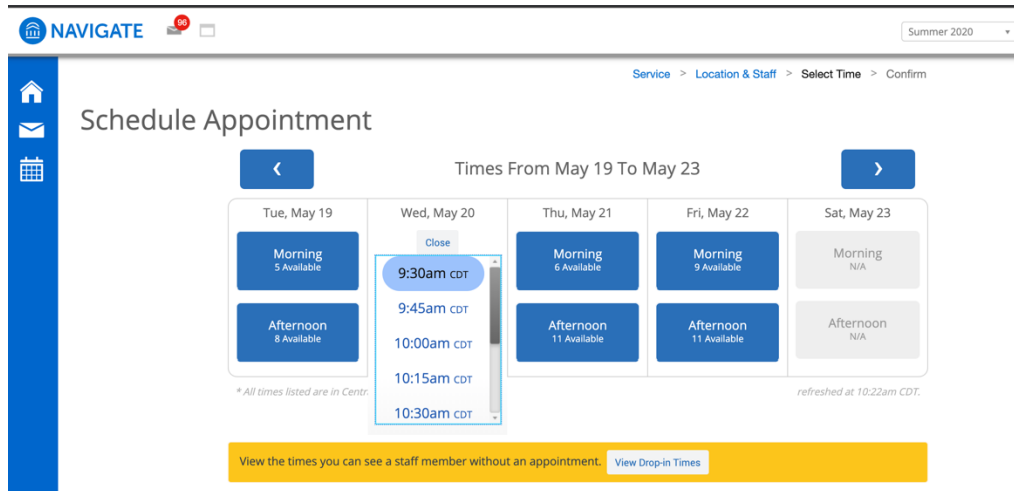 NAVIGATE
96
Summer 2020
Service > Location & Staff > Select Time > Confirm
Schedule Appointment
Times From May 19 To May 23
Tue, May 19
Morning
5 Available
Afternoon
8 Available
Wed, May 20
Close
9:30am CDT
9:45am CDT
10:00am CDT
10:15am CDT
10:30am CDT
Thu, May 21
Morning
6 Available
Afternoon
11 Available
Fri, May 22
Morning
9 Available
Afternoon
11 Available
Sat, May 23
Morning
N/A
Afternoon
N/A
* All times listed are in
refreshed at 10:22am CDT.
View the times you can see a staff member without an appointment. View Drop-in Times